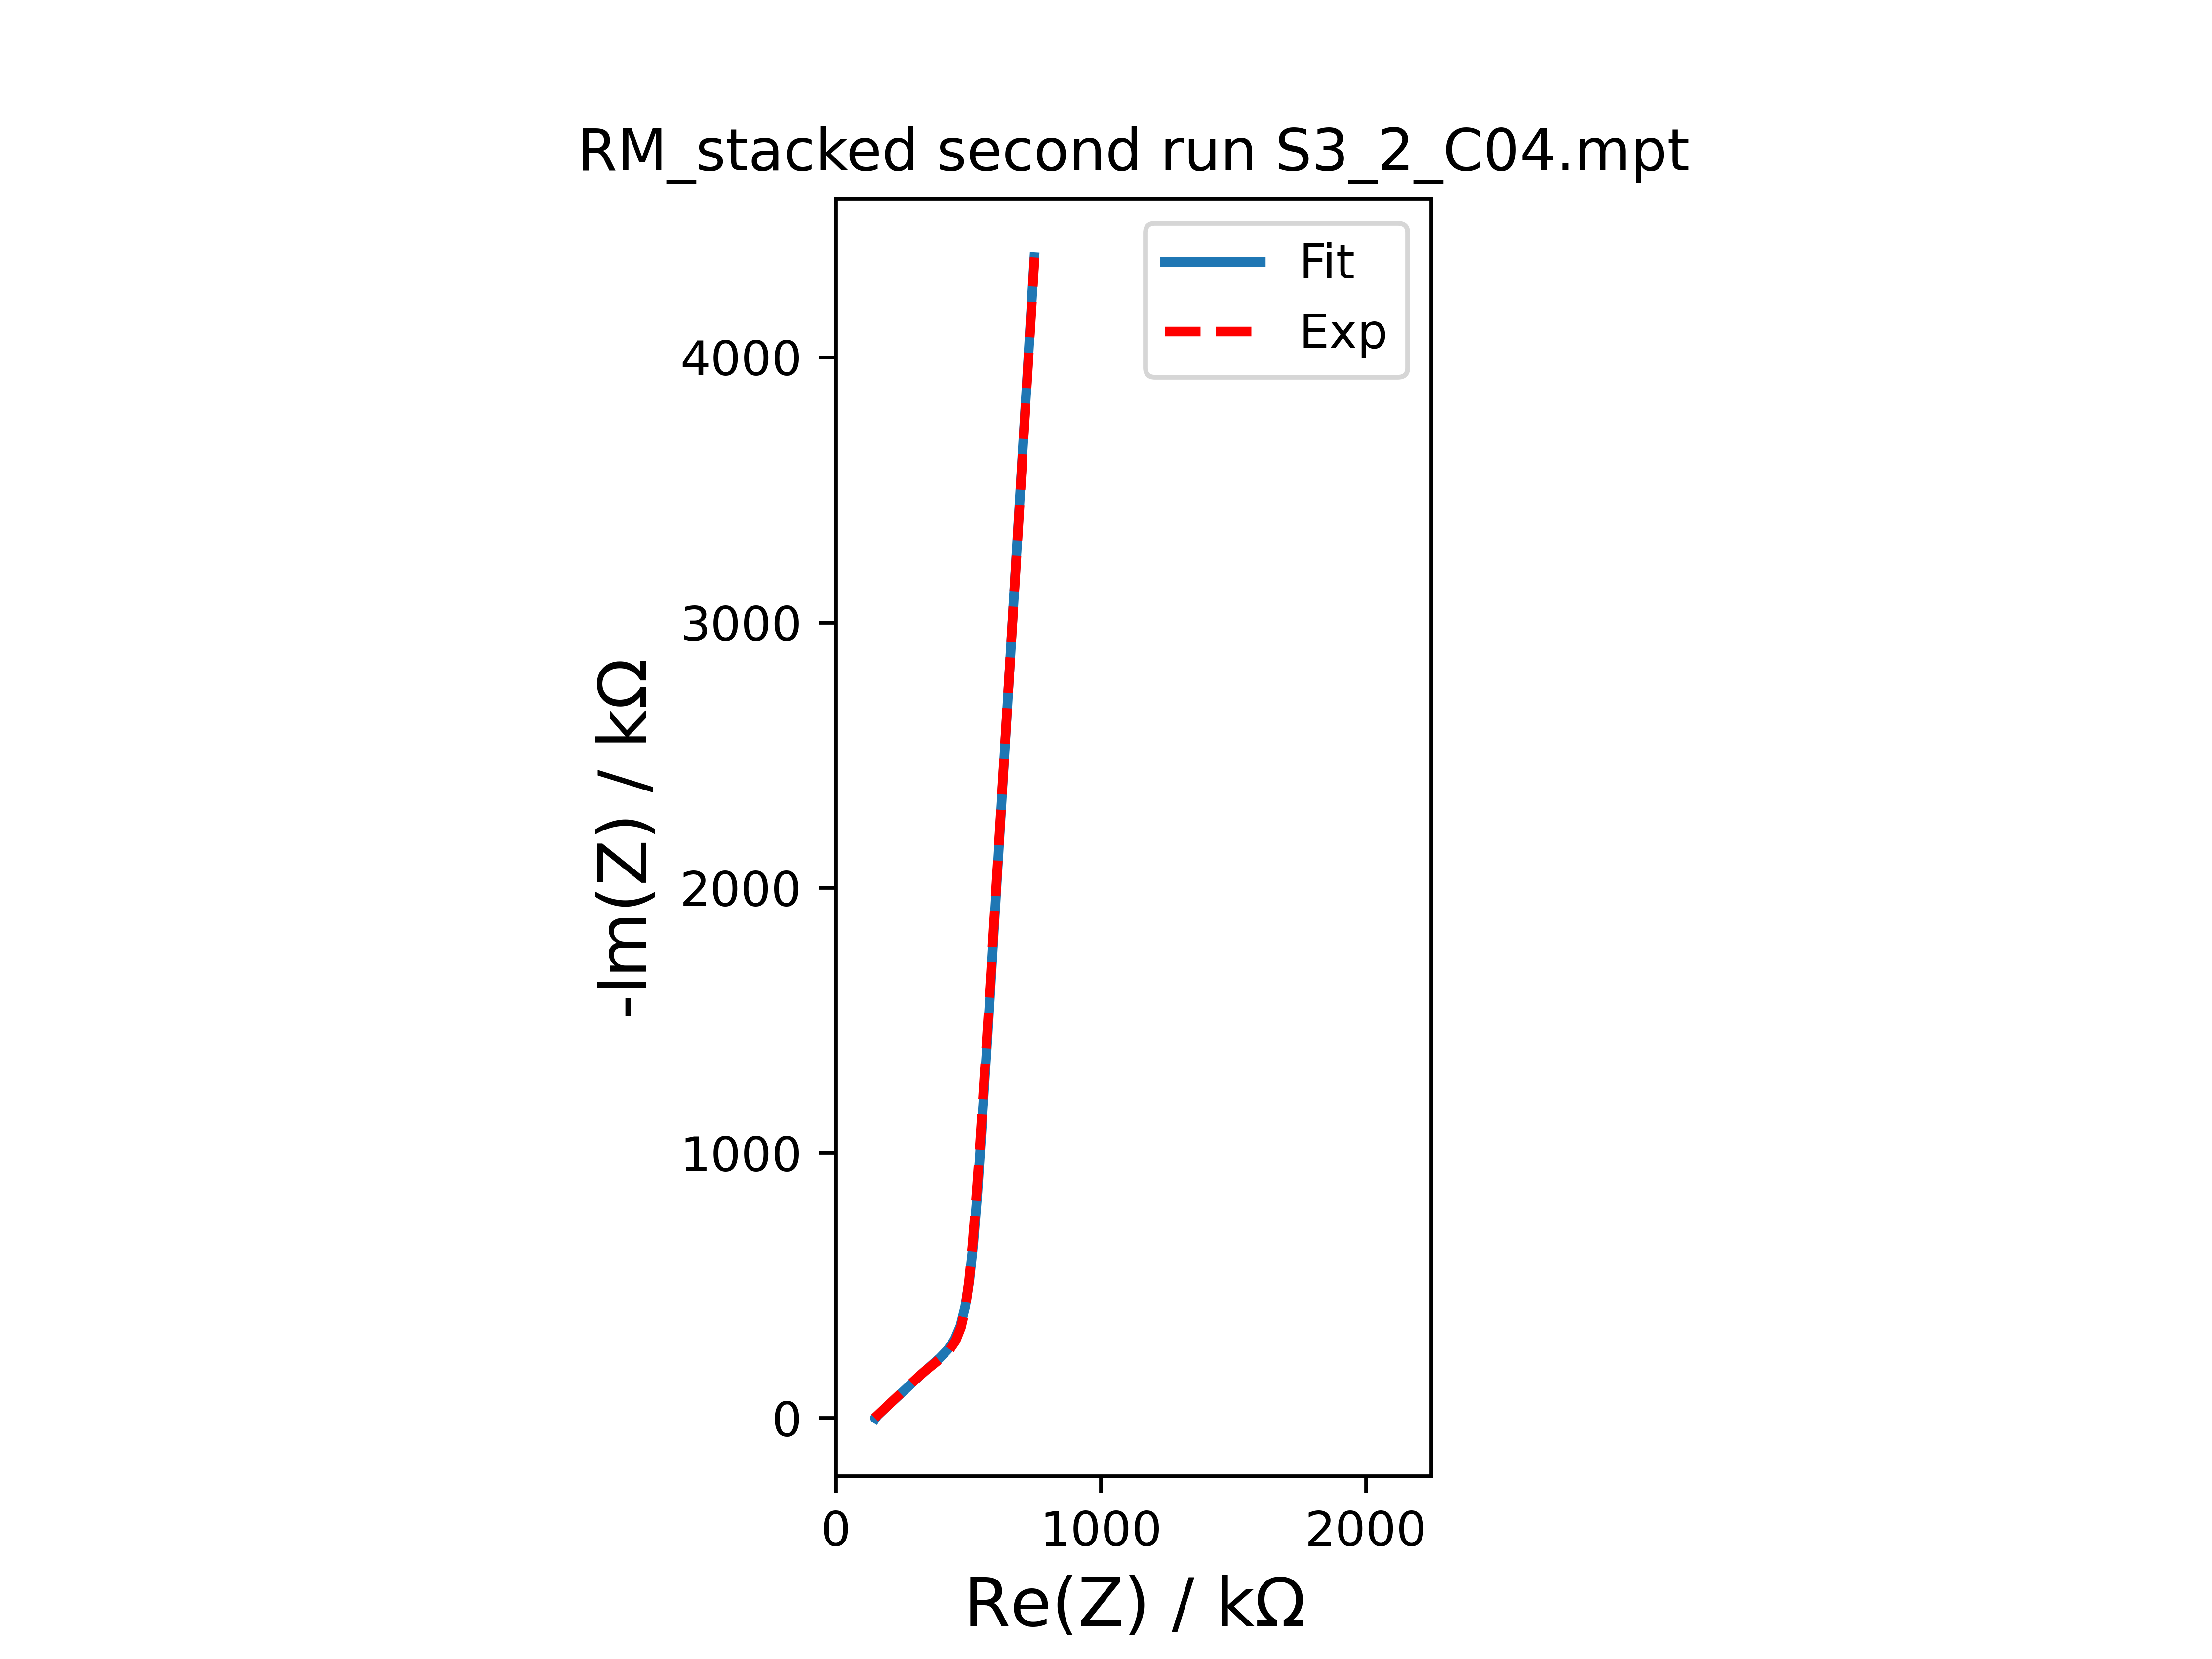 RM_stacked second run S3_2_C04.mpt
Fit
Exp
4000
3000
2000
1000
0
-Im(Z) / kΩ
0 1000 2000
Re(Z) / kΩ